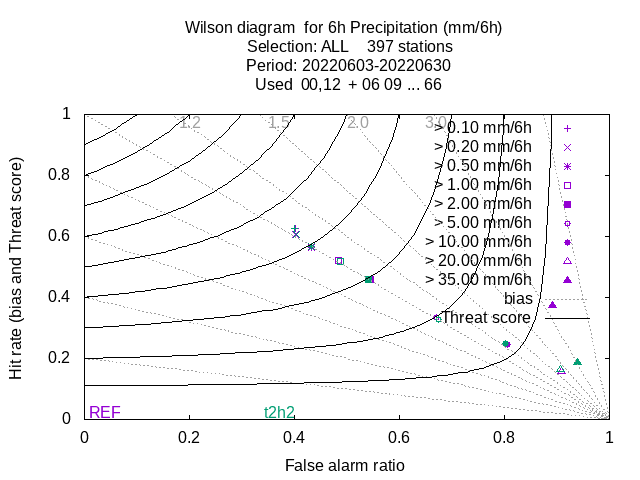 Wilson diagram for 6h Precipitation (mm/6h)
Selection: ALL 397 stations
Period: 20220603-20220630
Used 00,12 + 06 09 ... 66
Hit rate (bias and Threat score)
1
0.8
0.6
0.4
0.2
0
1.2
1.5
2.0
3.0
> 0.10 mm/6h
> 0.20 mm/6h
> 0.50 mm/6h
> 1.00 mm/6h
> 2.00 mm/6h
> 5.00 mm/6h
> 10.00 mm/6h
> 20.00 mm/6h
> 35.00 mm/6h
bias
Threat score
REF t2h2
0 0.2 0.4 0.6 0.8 1
False alarm ratio